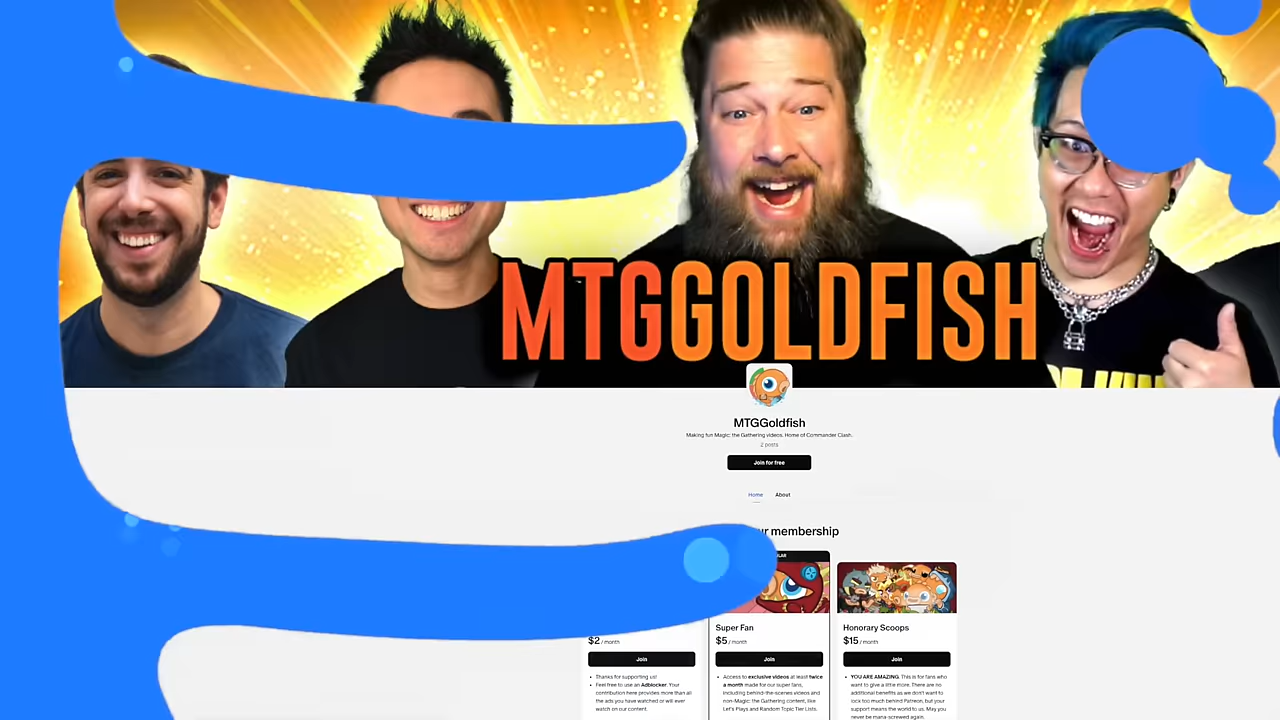 MTGGOLDFISH
MTGGoldfish
Making fun Magic: the Gathering videos. Home of Commander Clash.
2 posts
Join for free
Home
About
membership
Super Fan
Honorary Scoops
$2 / month
$5 / month
$15 / month
Join
Join
Join
Thanks for supporting us!
Feel free to use an Adblocker. Your
contribution here provides more than all
the ads you have watched or will ever
watch on our content.
Access to exclusive videos at least twice
a month made for our super fans,
including behind-the-scenes videos and
non-Magic: the Gathering content, like
Let's Plays and Random Topic Tier Lists.
YOU ARE AMAZING. This is for fans who
want to give a little more. There are no
additional benefits as we don't want to
lock too much behind Patreon, but your
support means the world to us. May you
never be mana-screwed again.